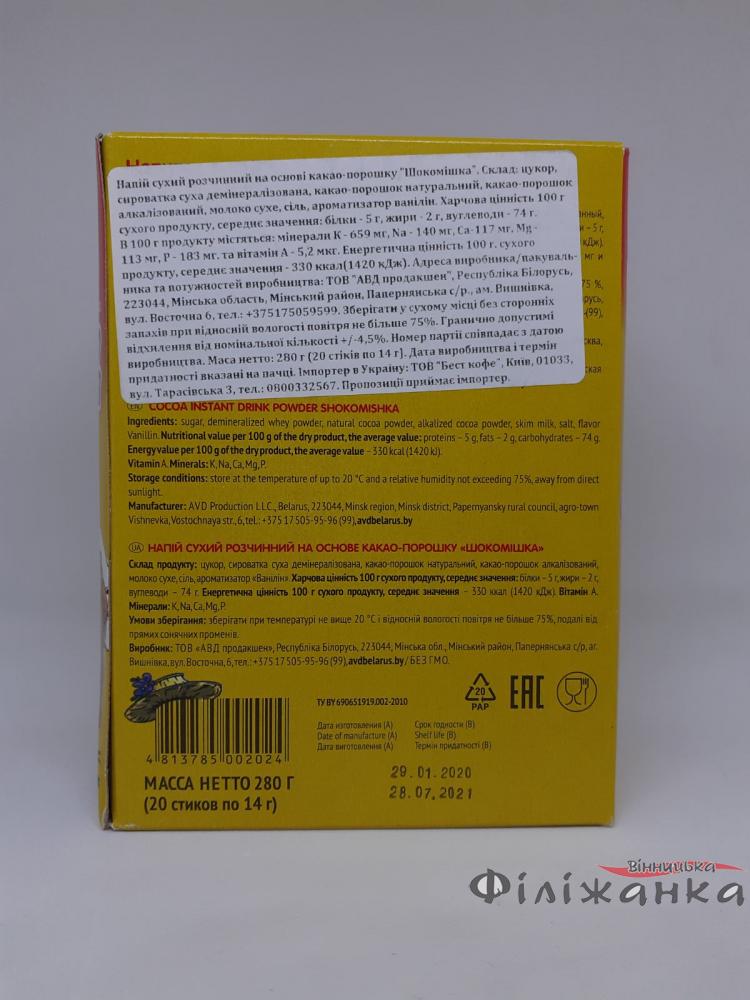 Напій сухий розчинний на основі какао-порошку "Шокомішка". Склад: цукор,
сироватка суха демінералізована, какао-порошок натуральний, какао-порошок
алкалізований, молоко сухе, сіль, ароматизатор ванілін. Харчова цінність 100 г
сухого продукту, середнє значення: білки - 5 г, жири - 2 г, вуглеводи - 74 г.
В 100 г продукту містяться: мінерали К - 659 мг, Na - 140 мг, Ca-117 мг, Mg -
113 мг, P - 183 мг. та вітамін А - 5,2 мкг. Енергетична цінність 100 г. сухого
продукту, середнє значення - 330 ккал(1420 кДж). Адреса виробника/пакуваль-
ника та потужностей виробництва: ТОВ "АВД продакшен", Республіка Білорусь,
223044, Мінська область, Мінський район, Папернянська с/р., ам. Вишнівка,
вул. Восточна 6, тел.: +375175059599. Зберігати у сухому місці без сторонніх
запахів при відносній вологості повітря не більше 75%. Гранично допустимі
відхилення від номінальної кількості +/-4,5%. Номер партії співпадає з датою
виробництва. Маса нетто: 280 г (20 стіків по 14 г). Дата виробництва і термін
придатності вказані на пачці. Імпортер в Україну: ТОВ "Бест кофе", Київ, 01033,
вул. Тарасівська 3, тел.: 0800332567. Пропозиції приймає імпортер.
EN COCOA INSTANT DRINK POWDER SHOKOMISHKA
Ingredients: sugar, demineralized whey powder, natural cocoa powder, alkalized cocoa powder, skim milk, salt, flavor
Vanillin. Nutritional value per 100 g of the dry product, the average value: proteins – 5 g, fats – 2 g, carbohydrates – 74 g.
Energy value per 100 g of the dry product, the average value – 330 kcal (1420 kJ).
Vitamin A. Minerals: K, Na, Ca, Mg, P.
Storage conditions: store at the temperature of up to 20 °C and a relative humidity not exceeding 75%, away from direct
sunlight.
Manufacturer: AVD Production LLC., Belarus, 223044, Minsk region, Minsk district, Papernyansky rural council, agro-town
Vishnevka, Vostochnaya str., 6, tel.: +375 17 505-95-96 (99), avdbelarus.by
UA НАПІЙ СУХИЙ РОЗЧИННИЙ НА ОСНОВЕ КАКАО-ПОРОШКУ «ШОКОМІШКА»
Склад продукту: цукор, сироватка суха демінералізована, какао-порошок натуральний, какао-порошок алкалізований,
молоко сухе, сіль, ароматизатор «Ванілін». Харчова цінність 100 г сухого продукту, середнє значення: білки – 5 г, жири – 2 г,
вуглеводи – 74 г. Енергетична цінність 100 г сухого продукту, середнє значення – 330 ккал (1420 кДж). Вітамін А.
Мінерали: K, Na, Ca, Mg, P.
Умови зберігання: зберігати при температурі не вище 20 °С і відносній вологості повітря не більше 75%, подалі від
прямих сонячних променів.
Виробник: ТОВ «АВД продакшен», Республіка Білорусь, 223044, Мінська обл., Мінський район, Папернянська с/р, аг.
Вишнівка, вул. Восточна, 6, тел.: +375 17 505-95-96 (99), avdbelarus.by / БЕЗ ГМО.
ТУ BY 690651919.002-2010
20
PAP
EAC
Дата изготовления (А) Срок годности (В)
Date of manufacture (A) Shelf life (B)
Дата виготовлення (А) Термін придатності (В)
4 813785 002024
29.01.2020
28.07.2021
МАССА НЕТТО 280 Г
(20 стиков по 14 г)
Вінницька
Філіжанка